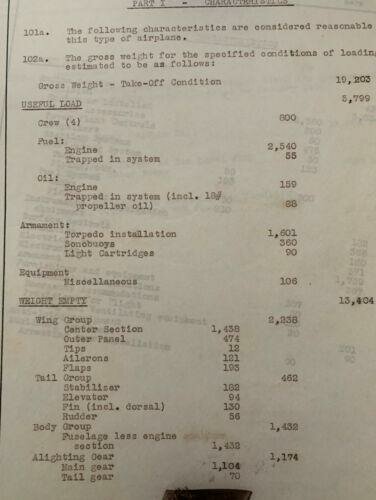 PART I - CHARACTERISTICS
101a. The following characteristics are considered reasonable
this type of airplane.
102a. The gross weight for the specified conditions of loading
estimated to be as follows:
Gross Weight - Take-Off Condition 19,203
USEFUL LOAD 5,799
Crew (4) 800
Fuel:
Engine 2,540
Trapped in system 55
Oil:
Engine 159
Trapped in system (incl. 18#
propeller oil) 88
Armament:
Torpedo installation 1,601
Sonobuoys 360
Light Cartridges 90
Equipment
Miscellaneous 106
WEIGHT EMPTY 13,404
Wing Group 2,238
Center Section 1,438
Outer Panel 474
Tips 12
Ailerons 121
Flaps 193
Tail Group 462
Stabilizer 182
Elevator 94
Fin (incl. dorsal) 130
Rudder 56
Body Group 1,432
Fuselage less engine
section 1,432
Alighting Gear 1,174
Main gear 1,104
Tail gear 70